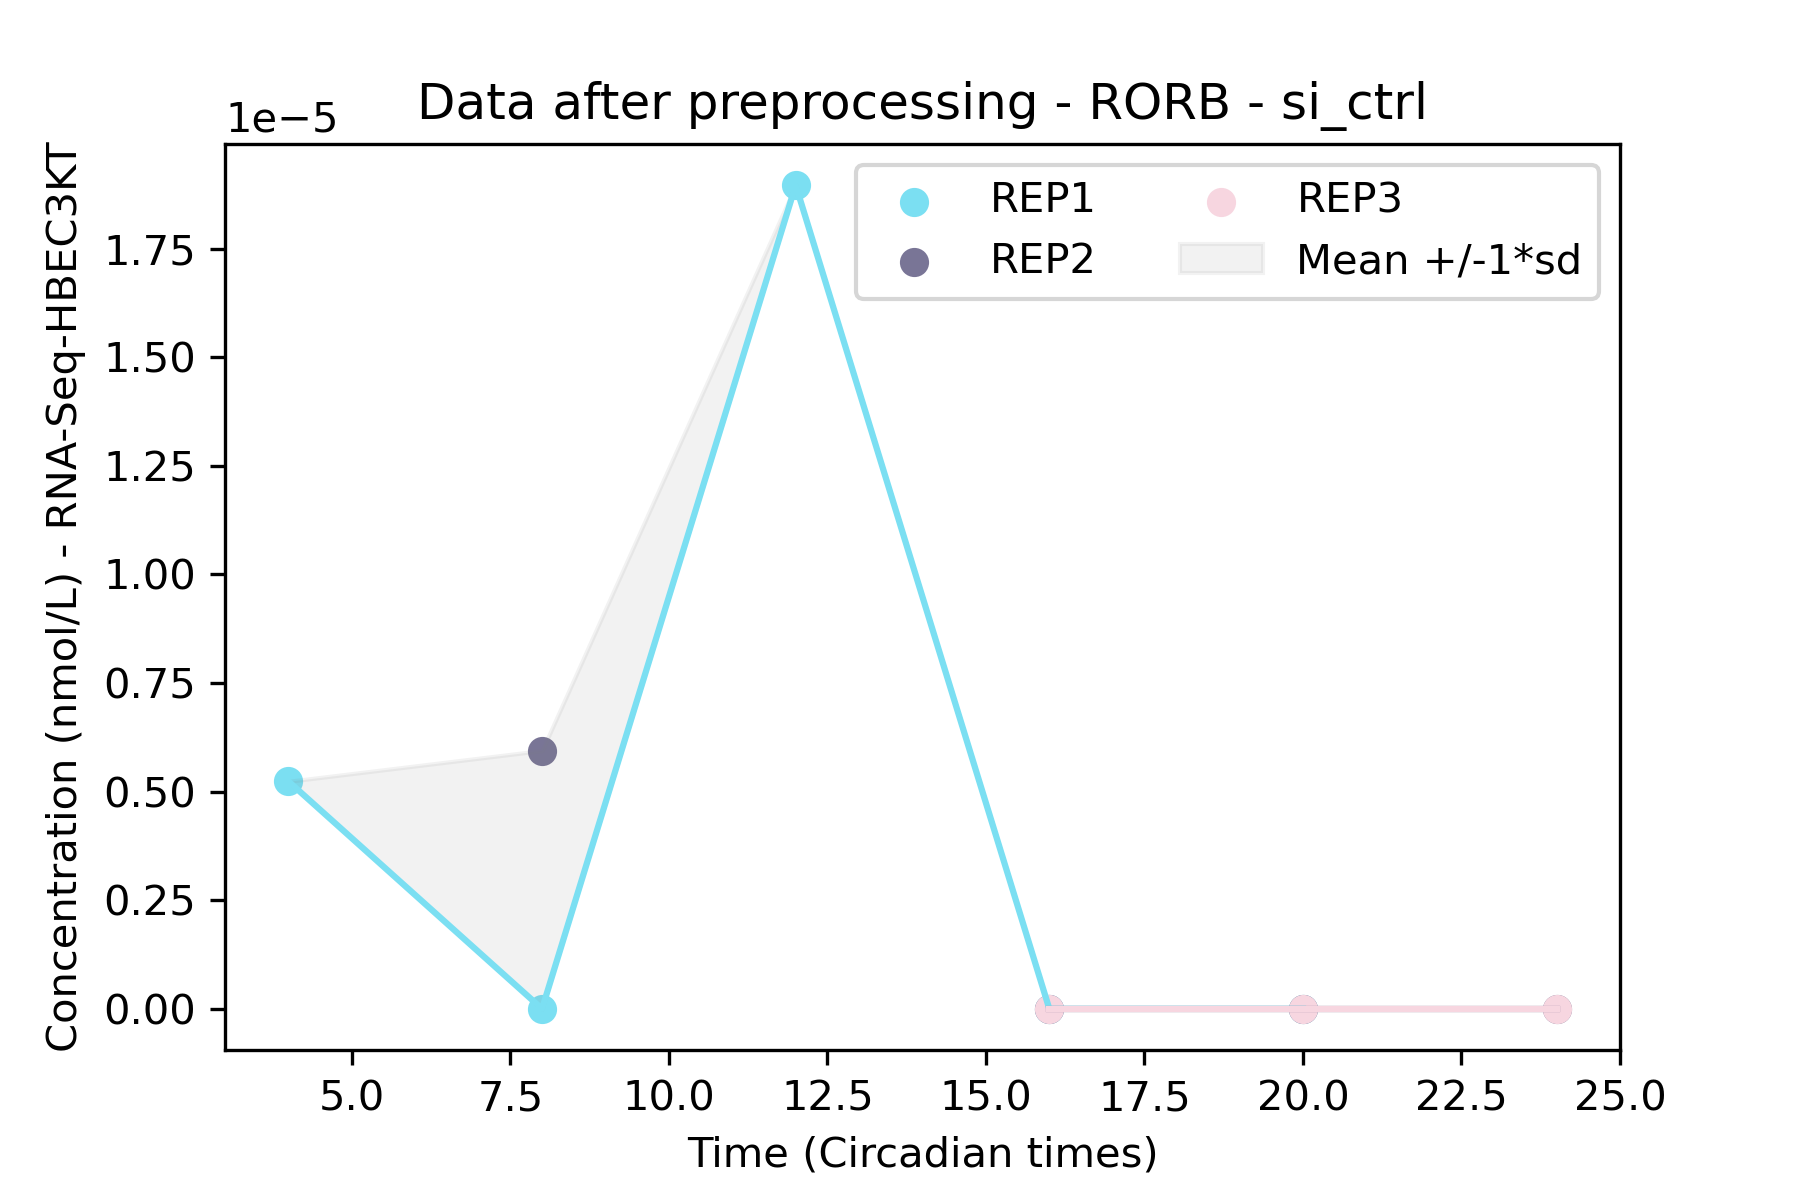 Data after preprocessing - RORB - si_ctrl
1e−5
REP1
REP2
REP3
Mean +/-1*sd
Concentration (nmol/L) - RNA-Seq-HBEC3KT
1.75
1.50
1.25
1.00
0.75
0.50
0.25
0.00
5.0 7.5 10.0 12.5 15.0 17.5 20.0 22.5 25.0
Time (Circadian times)